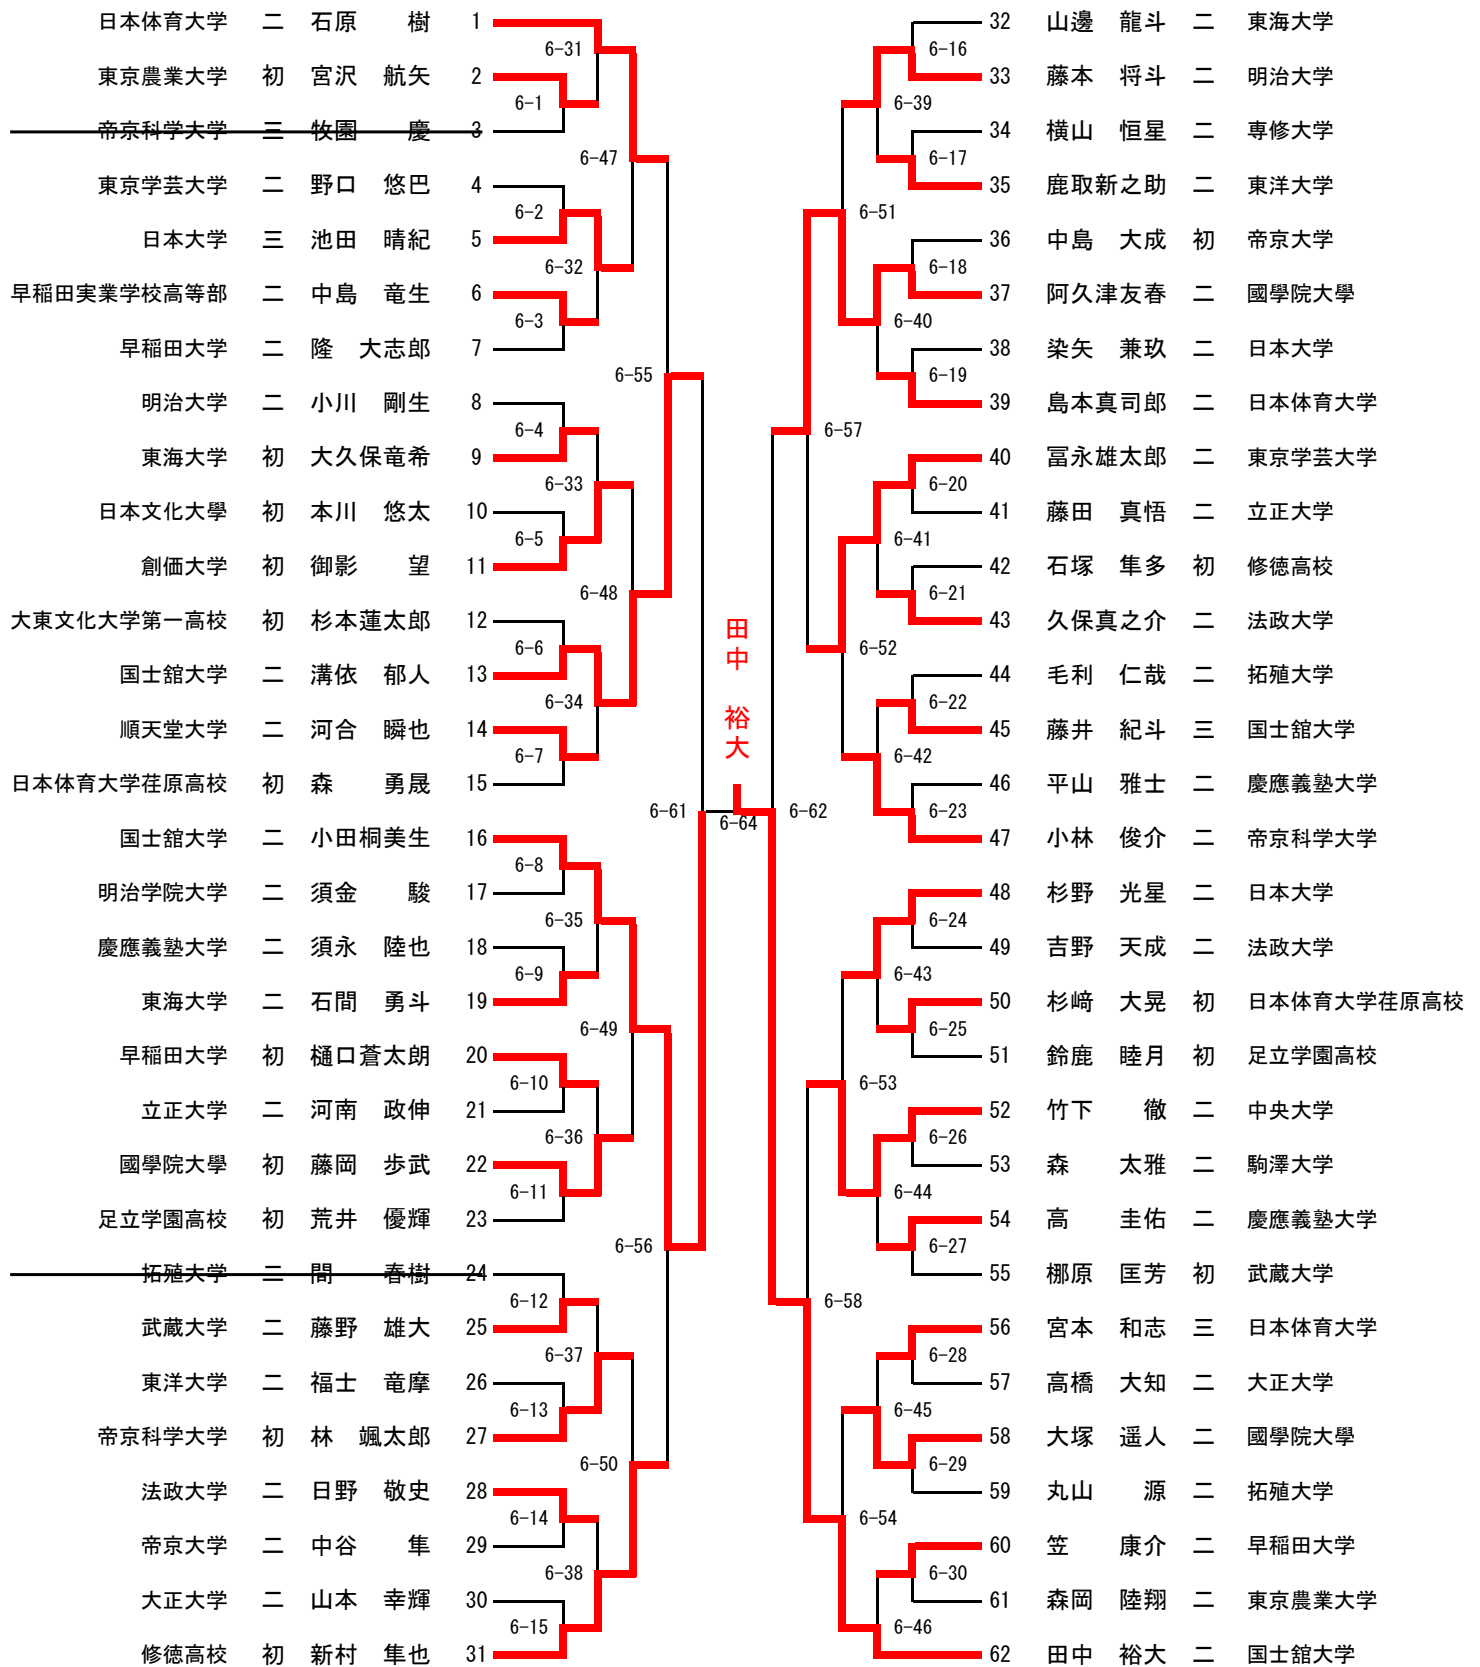 日本体育大学 二 石原 樹 1
東京農業大学 初 宮沢 航矢 2
帝京科学大学 三 牧園 慶 3
東京学芸大学 二 野口 悠巴 4
日本大学 三 池田 晴紀 5
早稲田実業学校高等部 二 中島 竜生 6
早稲田大学 二 隆 大志郎 7
明治大学 二 小川 剛生 8
東海大学 初 大久保竜希 9
日本文化大學 初 本川 悠太 10
創価大学 初 御影 望 11
大東文化大学第一高校 初 杉本蓮太郎 12
国士舘大学 二 溝依 郁人 13
順天堂大学 二 河合 瞬也 14
日本体育大学荏原高校 初 森 勇晟 15
国士舘大学 二 小田桐美生 16
明治学院大学 二 須金 駿 17
慶應義塾大学 二 須永 陸也 18
東海大学 二 石間 勇斗 19
早稲田大学 初 樋口蒼太朗 20
立正大学 二 河南 政伸 21
國學院大學 初 藤岡 歩武 22
足立学園高校 初 荒井 優輝 23
拓殖大学 二 間 春樹 24
武蔵大学 二 藤野 雄大 25
東洋大学 二 福士 竜摩 26
帝京科学大学 初 林 颯太郎 27
法政大学 二 日野 敬史 28
帝京大学 二 中谷 隼 29
大正大学 二 山本 幸輝 30
修徳高校 初 新村 隼也 31
6-1
6-2
6-3
6-4
6-5
6-6
6-7
6-8
6-9
6-10
6-11
6-12
6-13
6-14
6-15
6-31
6-32
6-33
6-34
6-35
6-36
6-37
6-38
6-47
6-48
6-49
6-50
6-55
6-56
6-61
田中 裕大
6-64
6-62
6-57
6-58
6-51
6-52
6-53
6-54
6-39
6-40
6-41
6-42
6-43
6-44
6-45
6-46
6-16
6-17
6-18
6-19
6-20
6-21
6-22
6-23
6-24
6-25
6-26
6-27
6-28
6-29
6-30
32 山邊 龍斗 二 東海大学
33 藤本 将斗 二 明治大学
34 横山 恒星 二 専修大学
35 鹿取新之助 二 東洋大学
36 中島 大成 初 帝京大学
37 阿久津友春 二 國學院大學
38 染矢 兼玖 二 日本大学
39 島本真司郎 二 日本体育大学
40 冨永雄太郎 二 東京学芸大学
41 藤田 真悟 二 立正大学
42 石塚 隼多 初 修徳高校
43 久保真之介 二 法政大学
44 毛利 仁哉 二 拓殖大学
45 藤井 紀斗 三 国士舘大学
46 平山 雅士 二 慶應義塾大学
47 小林 俊介 二 帝京科学大学
48 杉野 光星 二 日本大学
49 吉野 天成 二 法政大学
50 杉﨑 大晃 初 日本体育大学荏原高校
51 鈴鹿 睦月 初 足立学園高校
52 竹下 徹 二 中央大学
53 森 太雅 二 駒澤大学
54 高 圭佑 二 慶應義塾大学
55 梛原 匡芳 初 武蔵大学
56 宮本 和志 三 日本体育大学
57 高橋 大知 二 大正大学
58 大塚 遥人 二 國學院大學
59 丸山 源 二 拓殖大学
60 笠 康介 二 早稲田大学
61 森岡 陸翔 二 東京農業大学
62 田中 裕大 二 国士舘大学